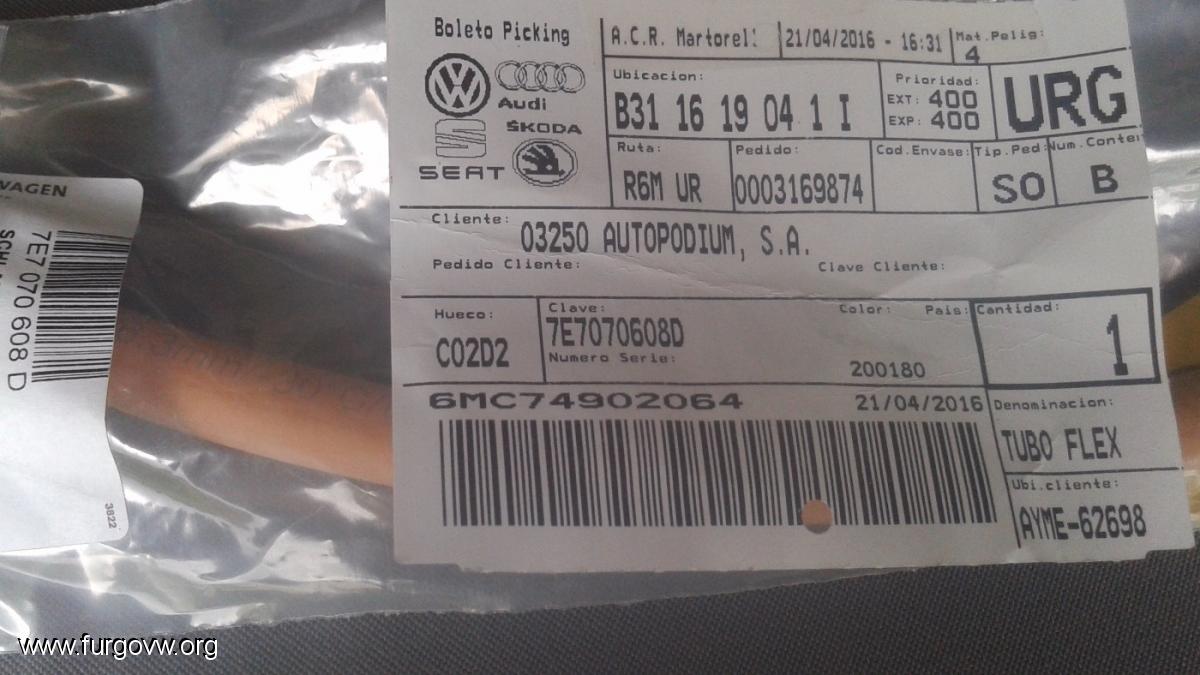 Boleto Picking
A.C.R. Martorell
21/04/2016 - 16:31
Mat.Pelig:
4
Audi
SEAT
ŠKODA
Ubicacion:
B31 16 19 04 1 I
Prioridad:
EXT: 400
EXP: 400
URG
Ruta:
R6M UR
Pedido:
0003169874
Cod.Envase:
Tip.Ped:
SO
Num.Conte
B
Cliente:
03250 AUTOPODIUM, S.A.
Pedido Cliente:
Clave Cliente:
Hueco:
C02D2
Clave:
7E7070608D
Numero Serie:
Color:
Pais:
200180
Cantidad:
1
6MC74902064
21/04/2016
Denominacion:
TUBO FLEX
Ubi.cliente:
AYME-62698
WAGEN
7E7 070 608 D
3822
www.furgovw.org